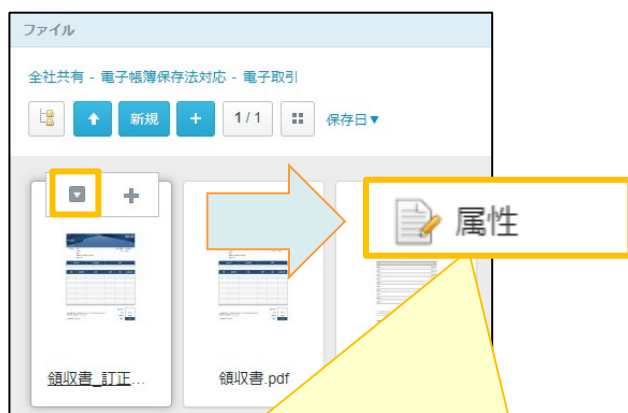 ファイル
全社共有 - 電子帳簿保存法対応 - 電子取引
新規
1 / 1
保存日▼
属性
領収書_訂正...
領収書.pdf